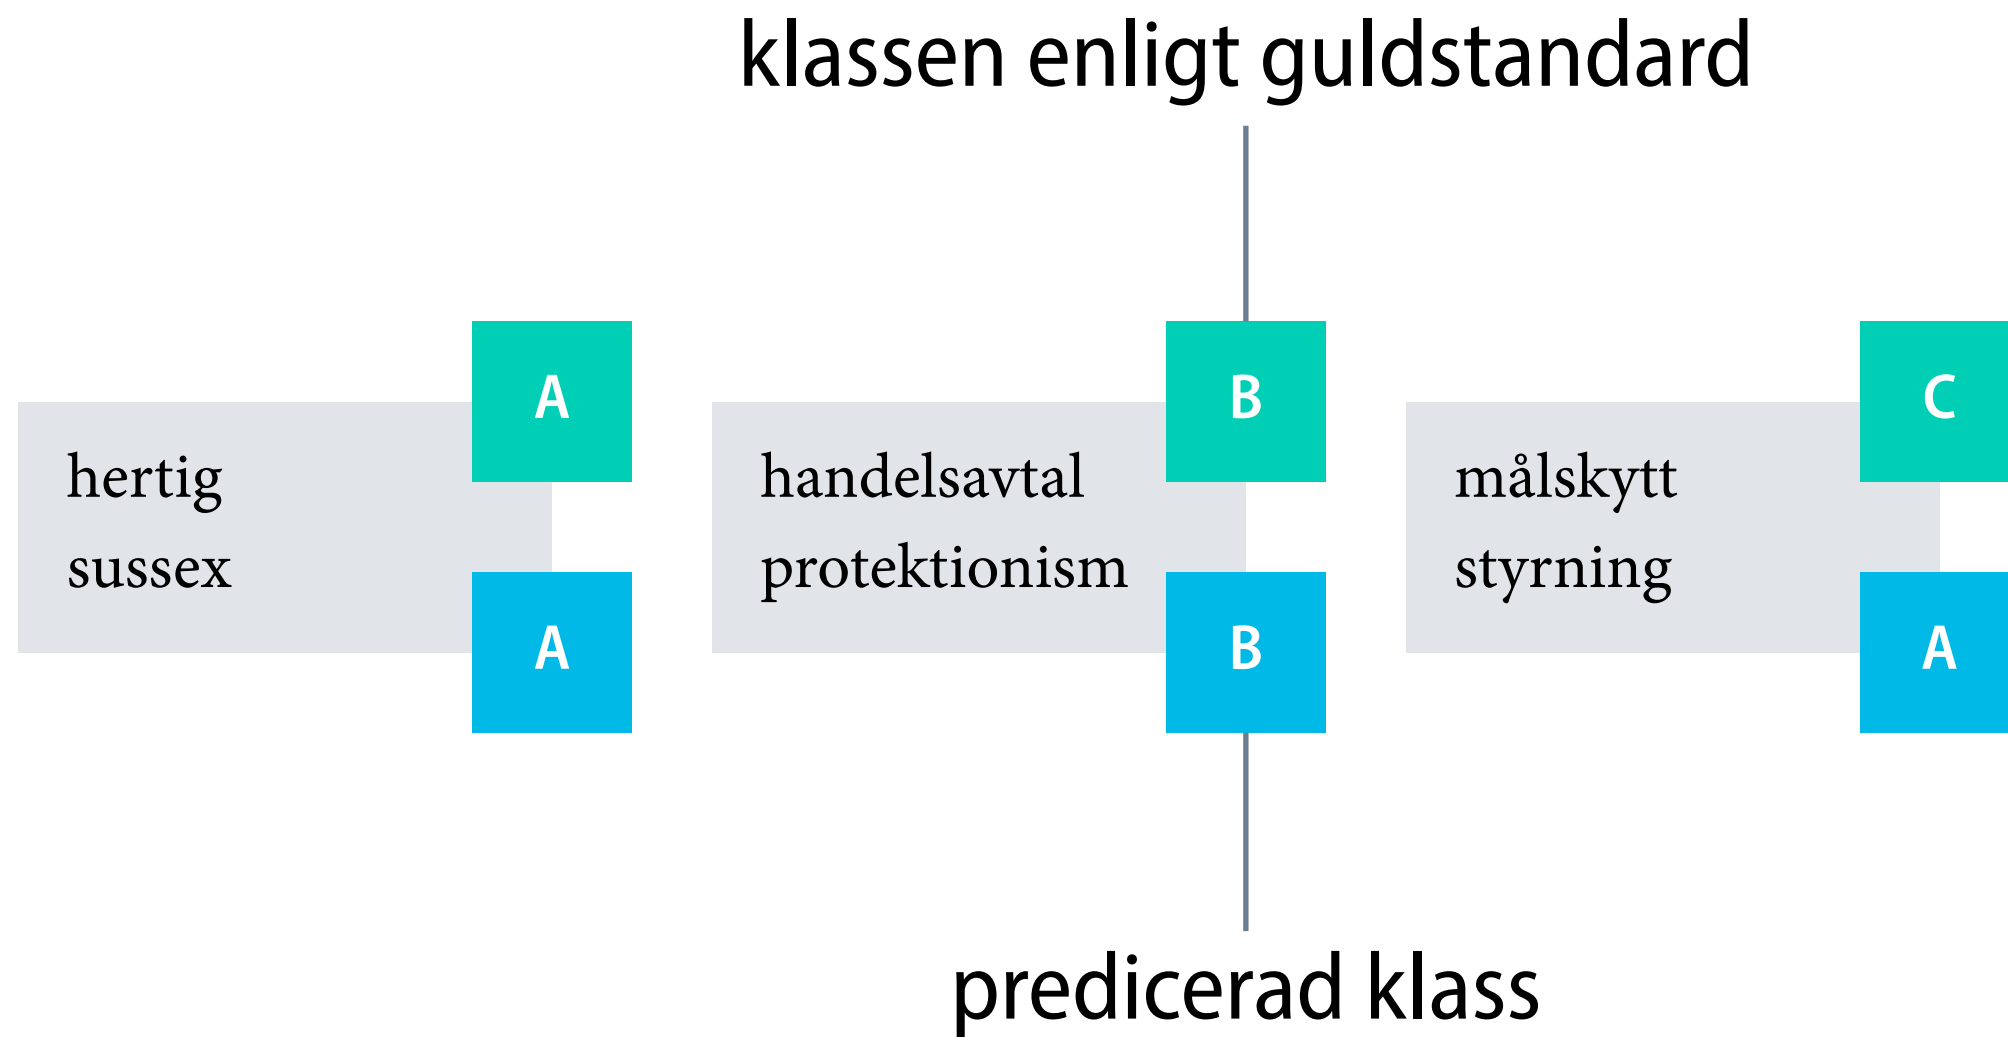 klassen enligt guldstandard
A
hertig
sussex
A
B
handelsavtal
protektionism
B
C
målskytt
styrning
A
predicerad klass